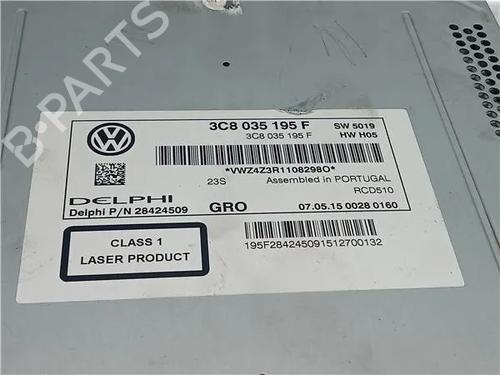 3C8 035 195 F
SW 5019
3C8 035 195 F
HW H05
*VWZ4Z3R1108298O*
23S
Assembled in PORTUGAL
RCD510
DELPHI
Delphi P/N 28424509
GRO
07.05.15 0028 0160
CLASS 1
LASER PRODUCT
195F284245091512700132